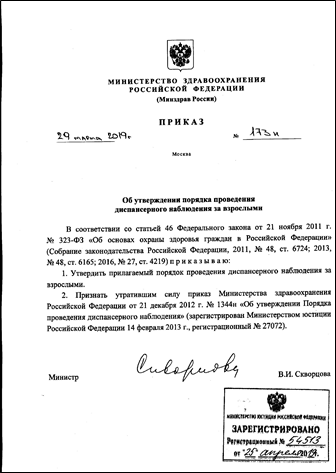 МИНИСТЕРСТВО ЗДРАВООХРАНЕНИЯ
РОССИЙСКОЙ ФЕДЕРАЦИИ
(Минздрав России)
ПРИКАЗ
29 марта 2019г.
№ 173н
Москва
Об утверждении порядка проведения
диспансерного наблюдения за взрослыми
В соответствии со статьей 46 Федерального закона от 21 ноября 2011 г.
№ 323-ФЗ «Об основах охраны здоровья граждан в Российской Федерации»
(Собрание законодательства Российской Федерации, 2011, № 48, ст. 6724; 2013,
№ 48, ст. 6165; 2016, № 27, ст. 4219) приказываю:
1. Утвердить прилагаемый порядок проведения диспансерного наблюдения за
взрослыми.
2. Признать утратившим силу приказ Министерства здравоохранения
Российской Федерации от 21 декабря 2012 г. № 1344н «Об утверждении Порядка
проведения диспансерного наблюдения» (зарегистрирован Министерством юстиции
Российской Федерации 14 февраля 2013 г., регистрационный № 27072).
Министр
В.И. Скворцова
МИНИСТЕРСТВО ЮСТИЦИИ РОССИЙСКОЙ ФЕДЕРАЦИИ
ЗАРЕГИСТРИРОВАНО
Регистрационный № 54513
от "25" апреля 2019г.